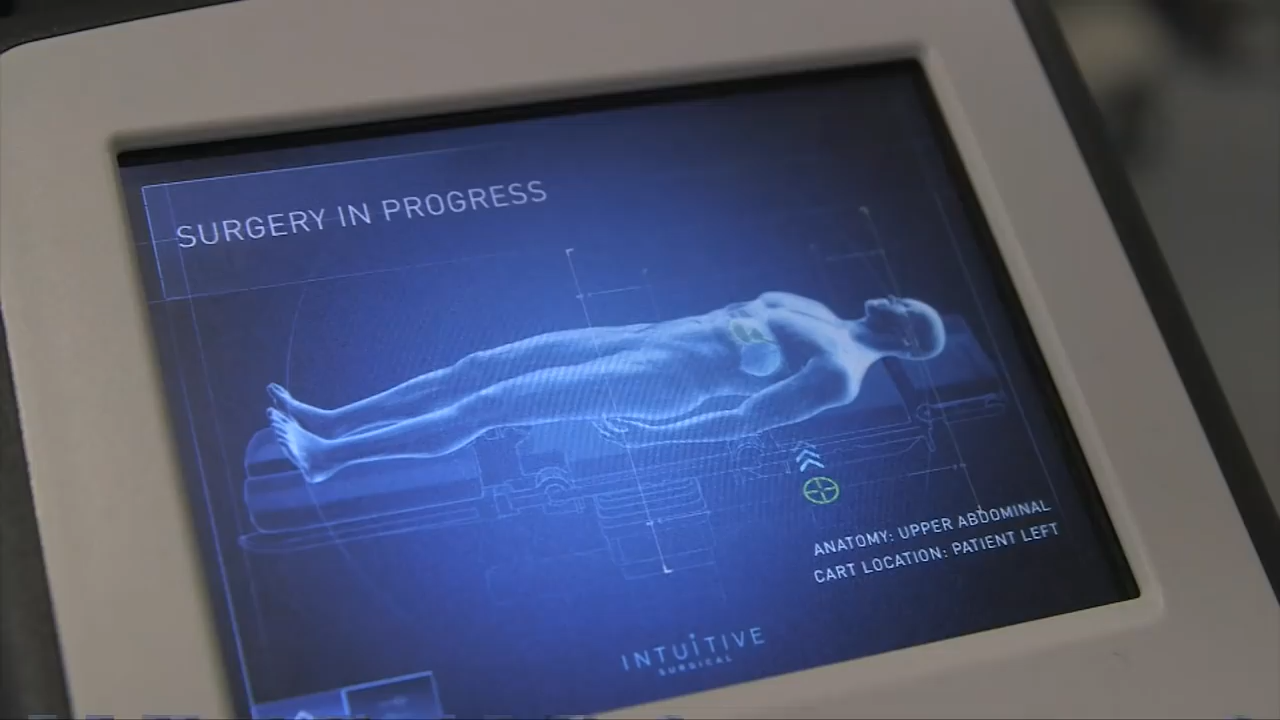 SURGERY IN PROGRESS
ANATOMY: UPPER ABDOMINAL
CART LOCATION: PATIENT LEFT
INTUITIVE
SURGICAL